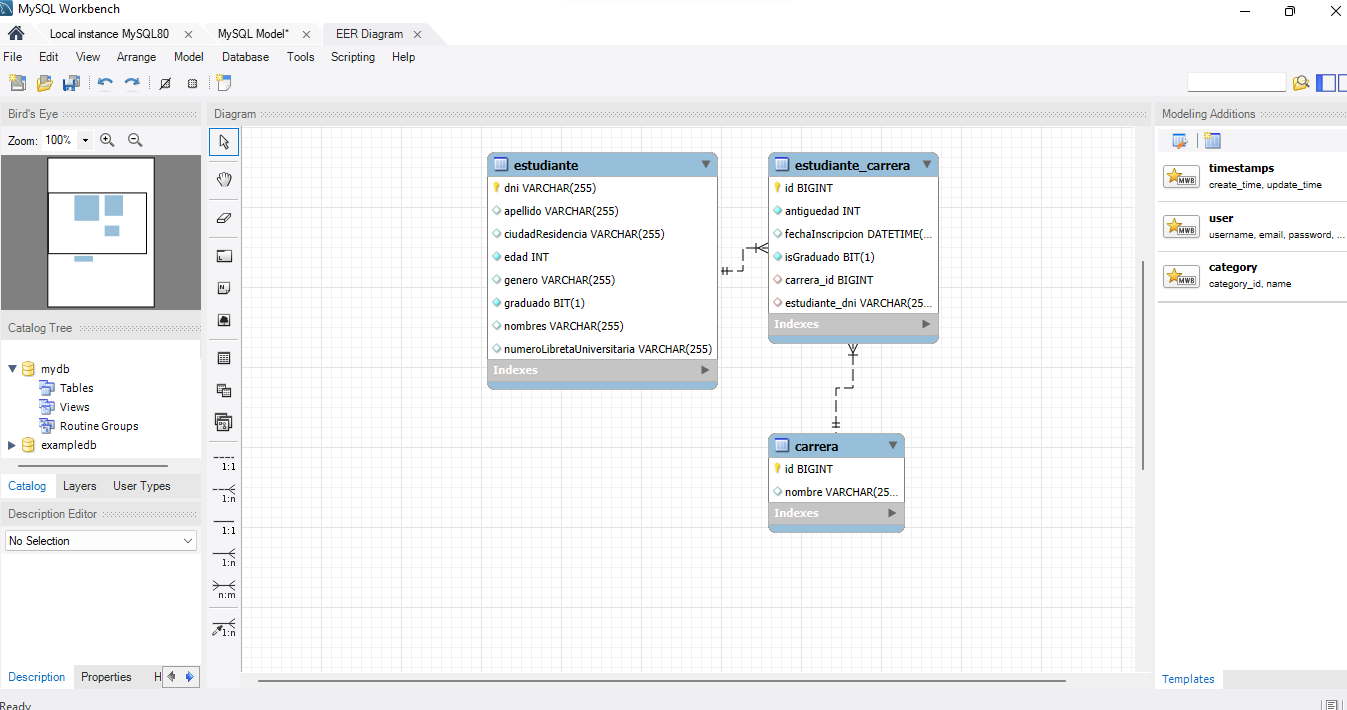 MySQL Workbench
Local instance MySQL80
MySQL Model*
EER Diagram
File Edit View Arrange Model Database Tools Scripting Help
Bird's Eye
Zoom: 100%
Catalog Tree
mydb
Tables
Views
Routine Groups
exampledb
Catalog Layers User Types
Description Editor
No Selection
Description Properties H
Ready
Diagram
1:1
1:n
1:1
1:n
n:m
1:n
estudiante
dni VARCHAR(255)
apellido VARCHAR(255)
ciudadResidencia VARCHAR(255)
edad INT
genero VARCHAR(255)
graduado BIT(1)
nombres VARCHAR(255)
numeroLibretaUniversitaria VARCHAR(255)
Indexes
estudiante_carrera
id BIGINT
antiguedad INT
fechaInscripcion DATETIME(...
isGraduado BIT(1)
carrera_id BIGINT
estudiante_dni VARCHAR(25...
Indexes
carrera
id BIGINT
nombre VARCHAR(25...
Indexes
Modeling Additions
MWB
timestamps
create_time, update_time
MWB
user
username, email, password, ...
MWB
category
category_id, name
Templates